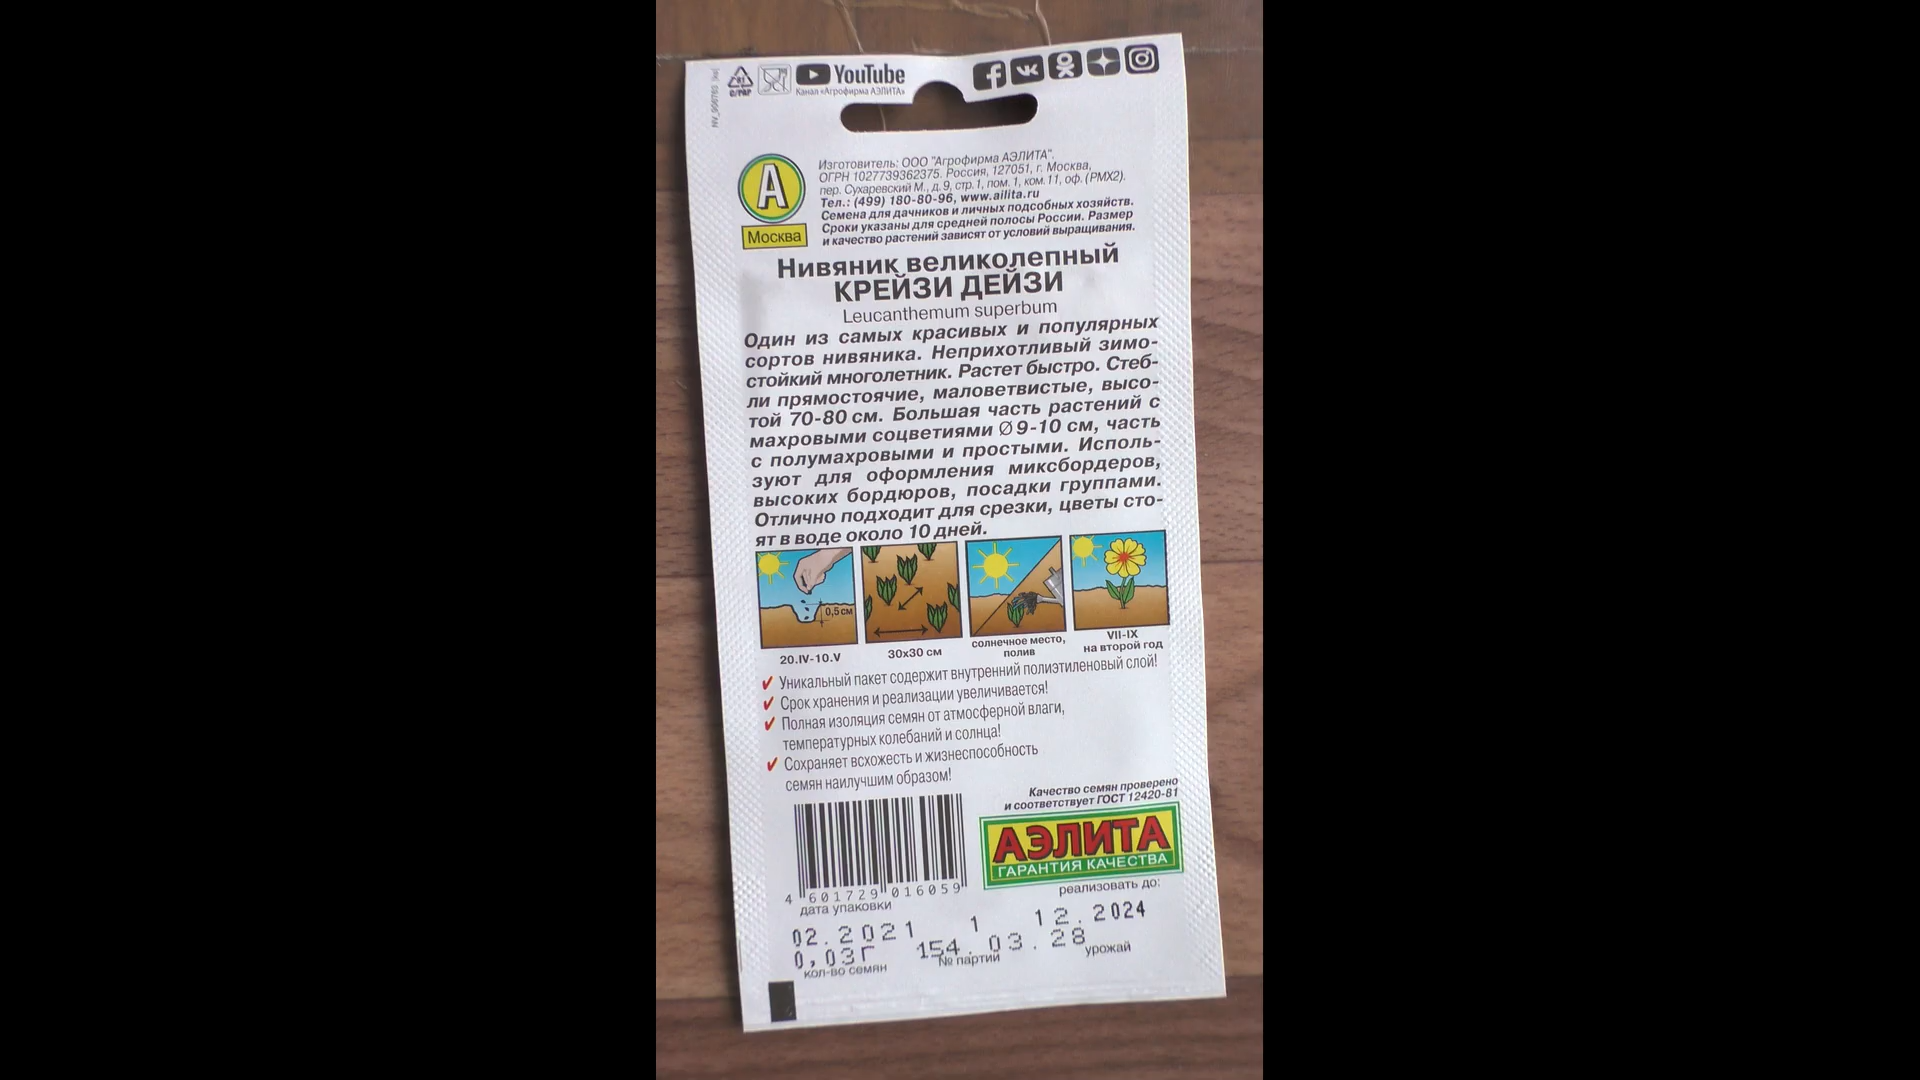 YouTube
Канал «Агрофирма АЭЛИТА»
81
C/PAP
Изготовитель: ООО "Агрофирма АЭЛИТА".
ОГРН 1027739362375. Россия, 127051, г. Москва,
пер. Сухаревский М., д. 9, стр. 1, пом. 1, ком. 11, оф. (РМХ2).
Тел.: (499) 180-80-96, www.ailita.ru
Семена для дачников и личных подсобных хозяйств.
Сроки указаны для средней полосы России. Размер
и качество растений зависят от условий выращивания.
А
Москва
Нивяник великолепный
КРЕЙЗИ ДЕЙЗИ
Leucanthemum superbum
Один из самых красивых и популярных
сортов нивяника. Неприхотливый зимо-
стойкий многолетник. Растет быстро. Стеб-
ли прямостоячие, маловетвистые, высо-
той 70-80 см. Большая часть растений с
махровыми соцветиями Ø 9-10 см, часть
с полумахровыми и простыми. Исполь-
зуют для оформления миксбордеров,
высоких бордюров, посадки группами.
Отлично подходит для срезки, цветы сто-
ят в воде около 10 дней.
0,5 см
20.IV-10.V
30х30 см
солнечное место,
полив
VII-IX
на второй год
Уникальный пакет содержит внутренний полиэтиленовый слой!
Срок хранения и реализации увеличивается!
Полная изоляция семян от атмосферной влаги,
температурных колебаний и солнца!
Сохраняет всхожесть и жизнеспособность
семян наилучшим образом!
Качество семян проверено
и соответствует ГОСТ 12420-81
АЭЛИТА
ГАРАНТИЯ КАЧЕСТВА
4 601729 016059
дата упаковки
реализовать до:
02.2021 1 12.2024
0,03Г 154.03.28
кол-во семян № партии урожай